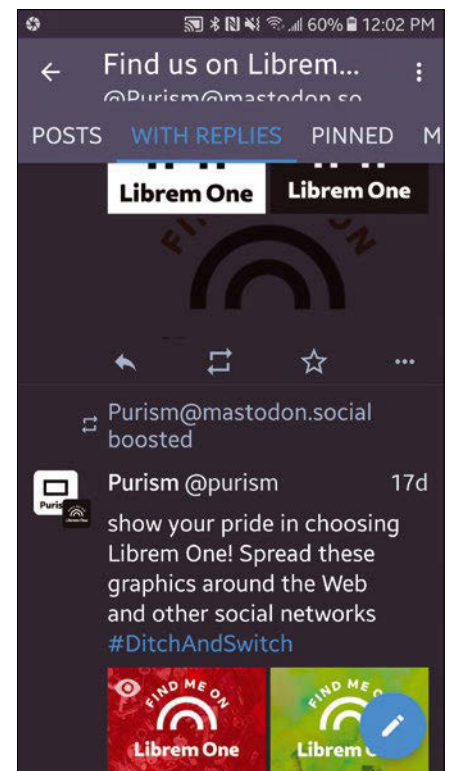 60% 12:02 PM
Find us on Librem...
@Purism@mastodon.so
POSTS WITH REPLIES PINNED M
Librem One Librem One
FIND
Purism@mastodon.social
boosted
Purism @purism 17d
show your pride in choosing
Librem One! Spread these
graphics around the Web
and other social networks
#DitchAndSwitch
FIND ME ON FIND ME
Librem One Librem